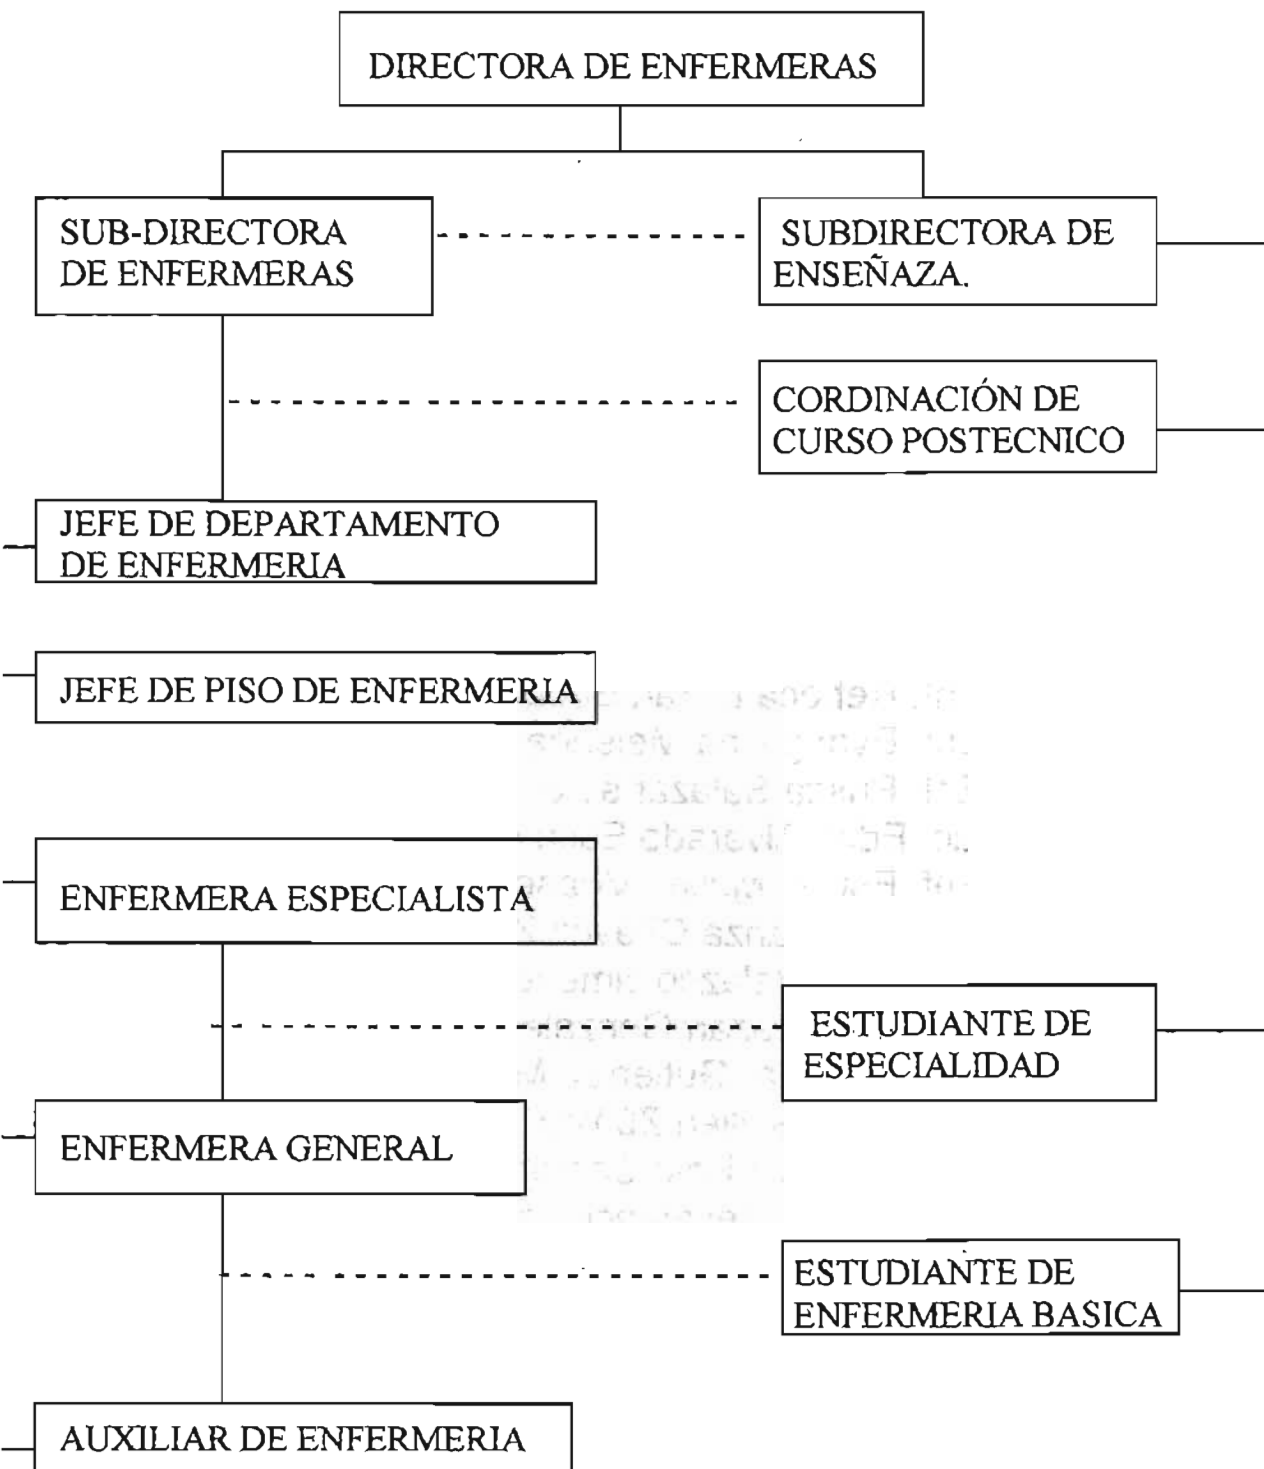 DIRECTORA DE ENFERMERAS
SUB-DIRECTORA
DE ENFERMERAS
SUBDIRECTORA DE
ENSEÑAZA.
CORDINACIÓN DE
CURSO POSTECNICO
JEFE DE DEPARTAMENTO
DE ENFERMERIA
JEFE DE PISO DE ENFERMERIA
ENFERMERA ESPECIALISTA
ESTUDIANTE DE
ESPECIALIDAD
ENFERMERA GENERAL
ESTUDIANTE DE
ENFERMERIA BASICA
AUXILIAR DE ENFERMERIA